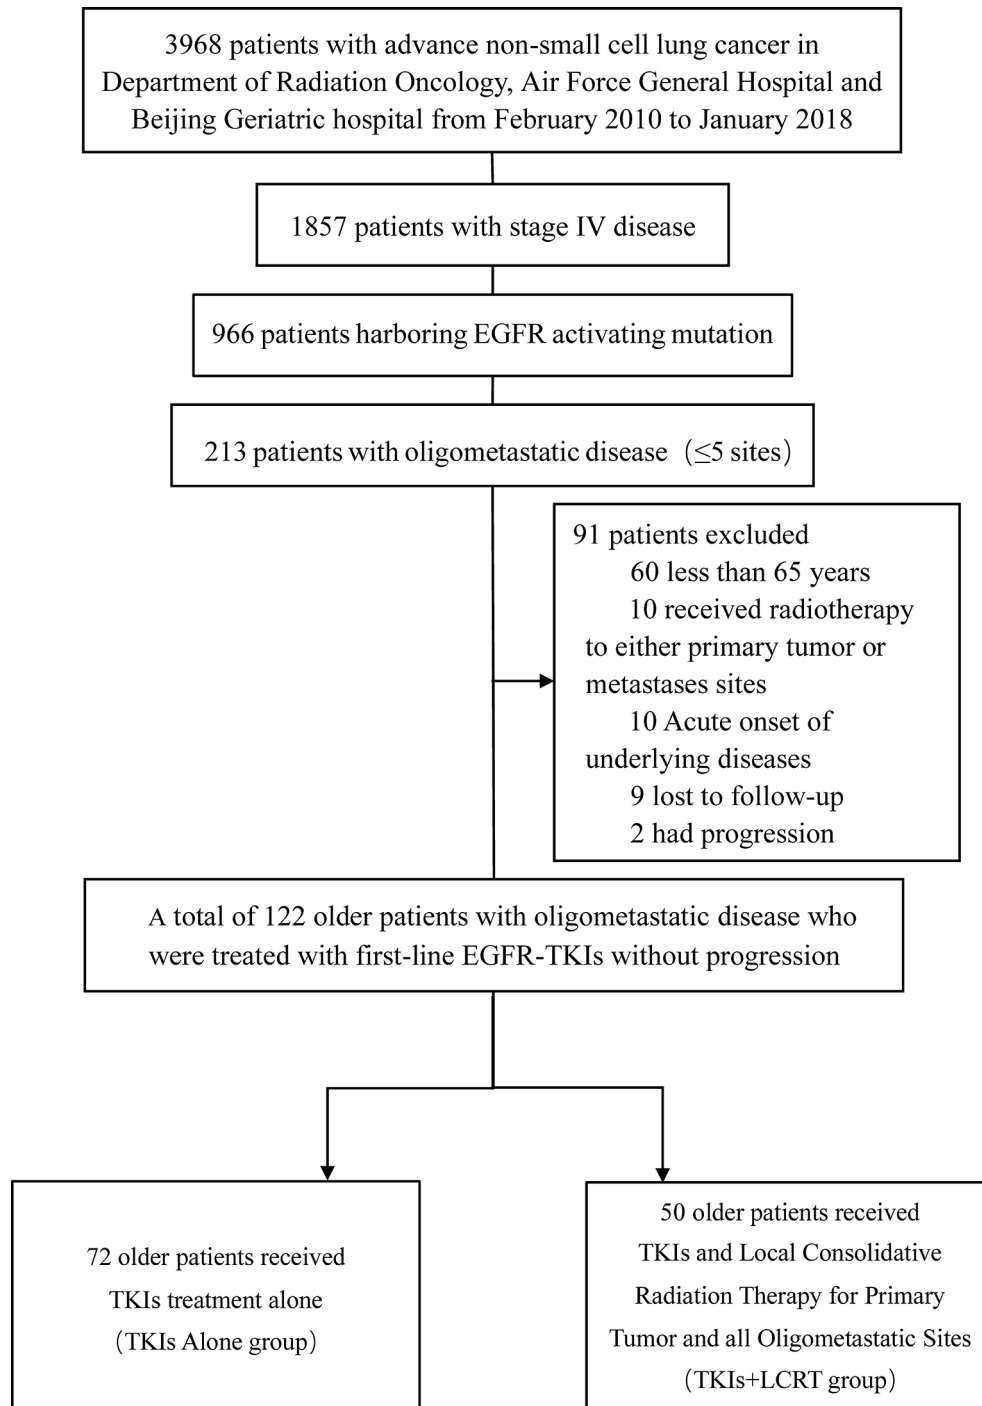 3968 patients with advance non-small cell lung cancer in
Department of Radiation Oncology, Air Force General Hospital and
Beijing Geriatric hospital from February 2010 to January 2018
1857 patients with stage IV disease
966 patients harboring EGFR activating mutation
213 patients with oligometastatic disease（≤5 sites）
91 patients excluded
60 less than 65 years
10 received radiotherapy
to either primary tumor or
metastases sites
10 Acute onset of
underlying diseases
9 lost to follow-up
2 had progression
A total of 122 older patients with oligometastatic disease who
were treated with first-line EGFR-TKIs without progression
72 older patients received
TKIs treatment alone
（TKIs Alone group）
50 older patients received
TKIs and Local Consolidative
Radiation Therapy for Primary
Tumor and all Oligometastatic Sites
（TKIs+LCRT group）